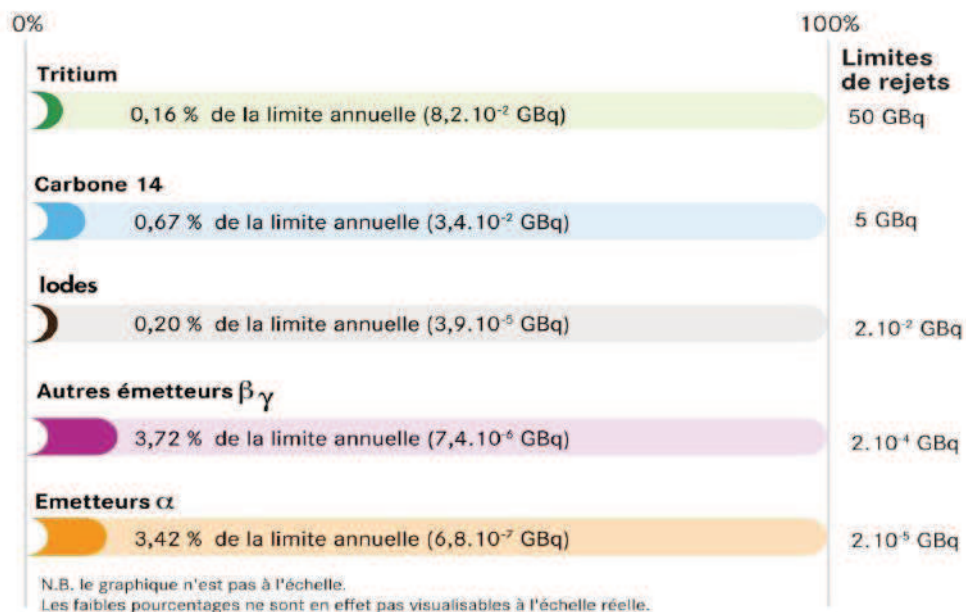 0%
100%
Limites
de rejets
Tritium
0,16 % de la limite annuelle (8,2.10⁻² GBq)
50 GBq
Carbone 14
0,67 % de la limite annuelle (3,4.10⁻² GBq)
5 GBq
Iodes
0,20 % de la limite annuelle (3,9.10⁻⁵ GBq)
2.10⁻² GBq
Autres émetteurs β γ
3,72 % de la limite annuelle (7,4.10⁻⁶ GBq)
2.10⁻⁴ GBq
Emetteurs α
3,42 % de la limite annuelle (6,8.10⁻⁷ GBq)
2.10⁻⁵ GBq
N.B. le graphique n'est pas à l'échelle.
Les faibles pourcentages ne sont en effet pas visualisables à l'échelle réelle.